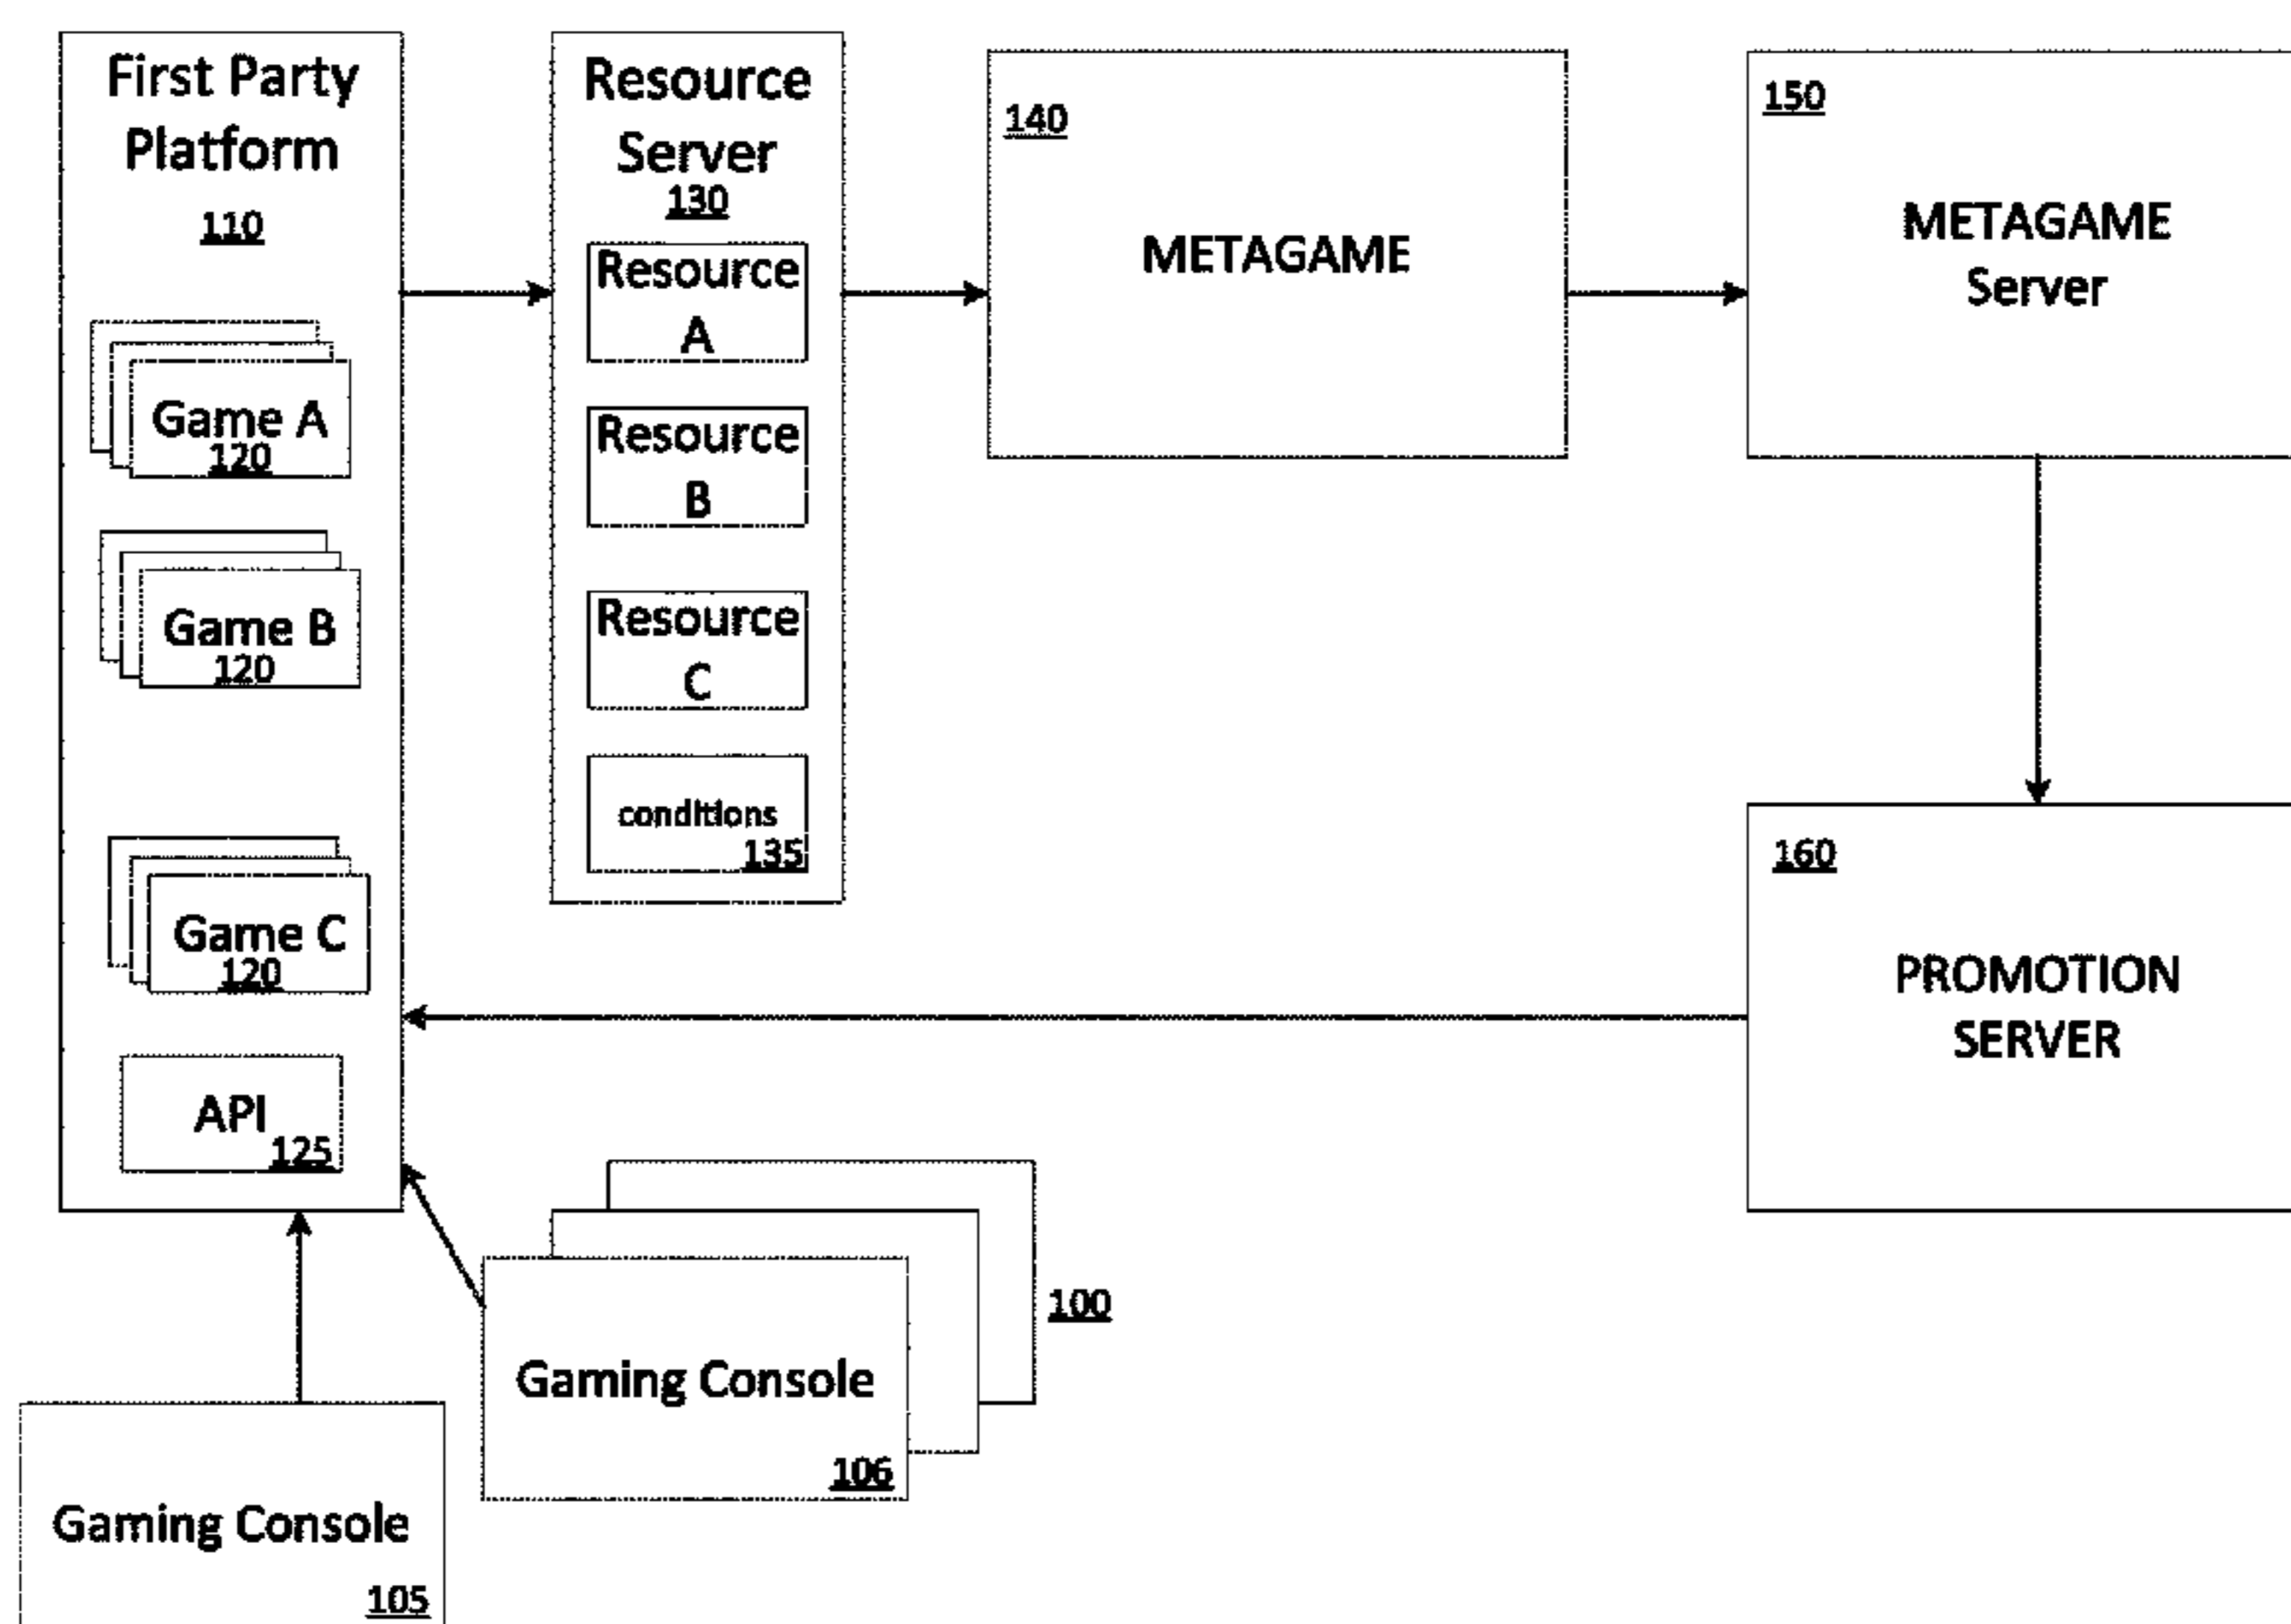 First Party
Platform
110
Game A
120
Game B
120
Game C
120
API
125
Resource
Server
130
Resource
A
Resource
B
Resource
C
conditions
135
140
METAGAME
150
METAGAME
Server
160
PROMOTION
SERVER
100
Gaming Console
106
Gaming Console
105